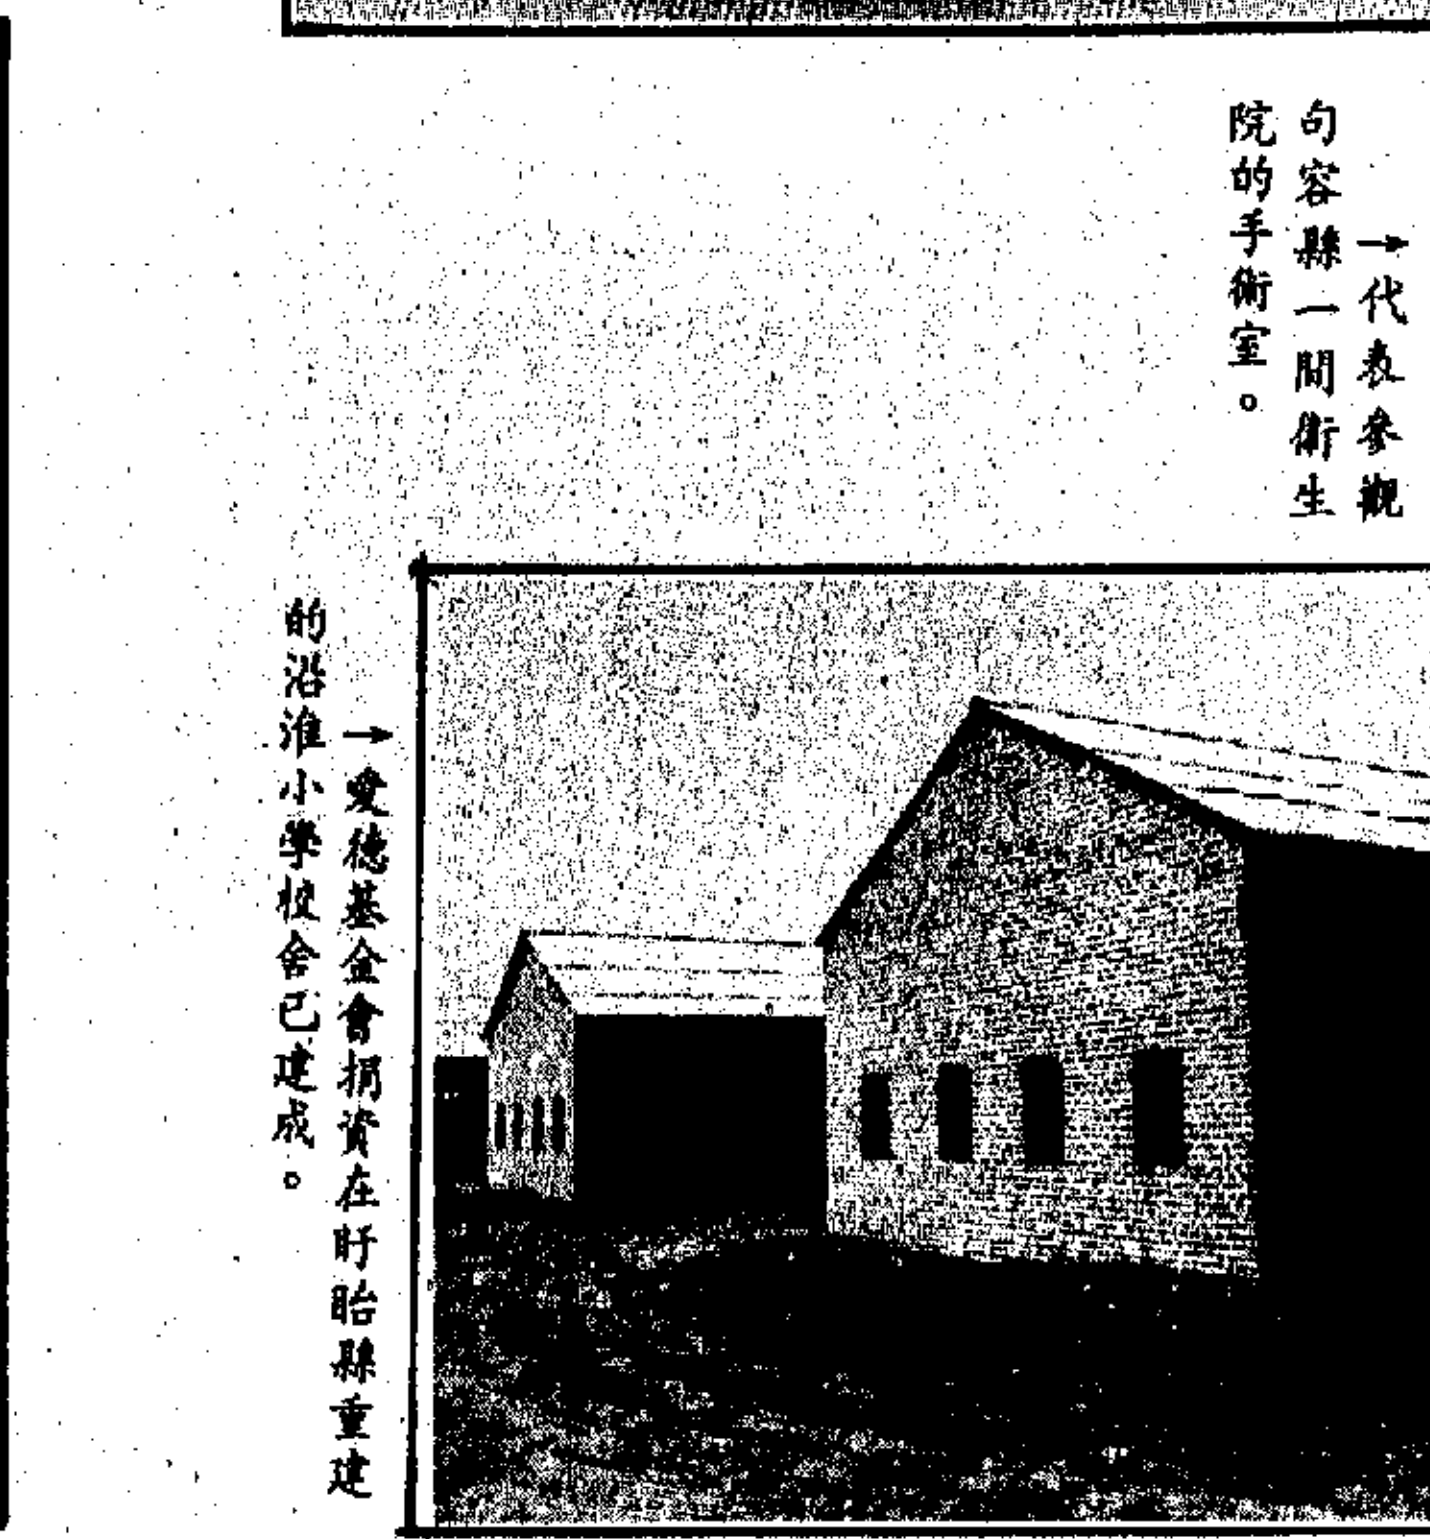 →代表參觀
句容縣一間衛生
院的手術室。
→愛德基金會捐資在盱眙縣重建
的沿淮小學校舍已建成。